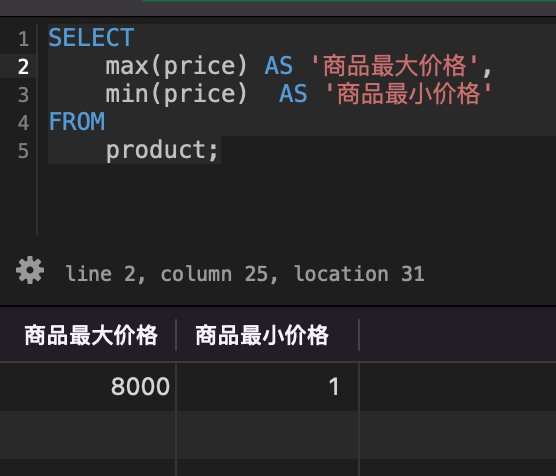 1 SELECT
2     max(price) AS '商品最大价格',
3     min(price)  AS '商品最小价格'
4 FROM
5     product;
line 2, column 25, location 31
商品最大价格 商品最小价格
8000 1